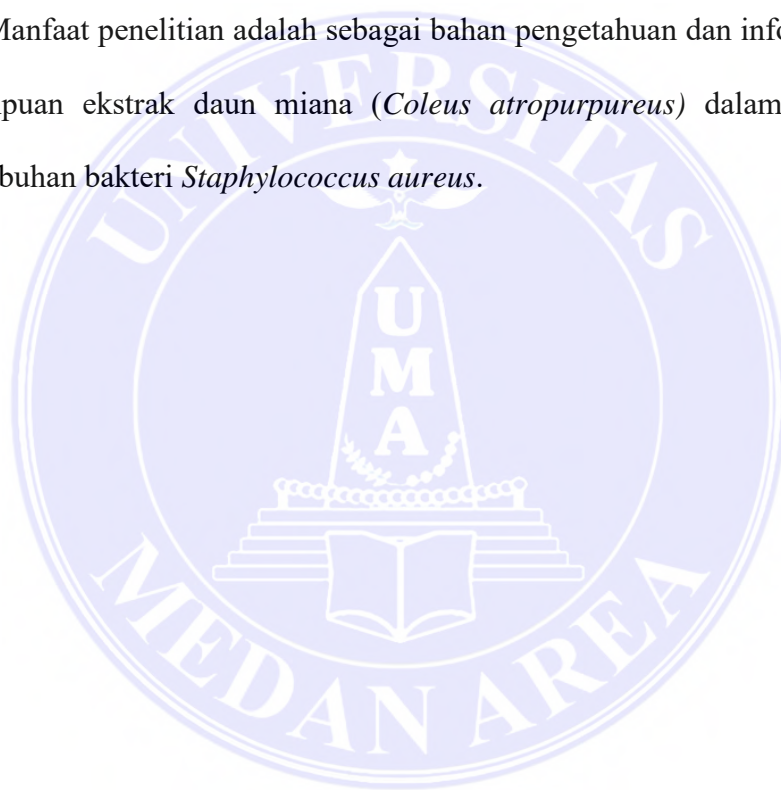 Manfaat penelitian adalah sebagai bahan pengetahuan dan info
puan ekstrak daun miana (Coleus atropurpureus) dalam
buhan bakteri Staphylococcus aureus.
UNIVERSITAS
U
M
A
MEDAN AREA